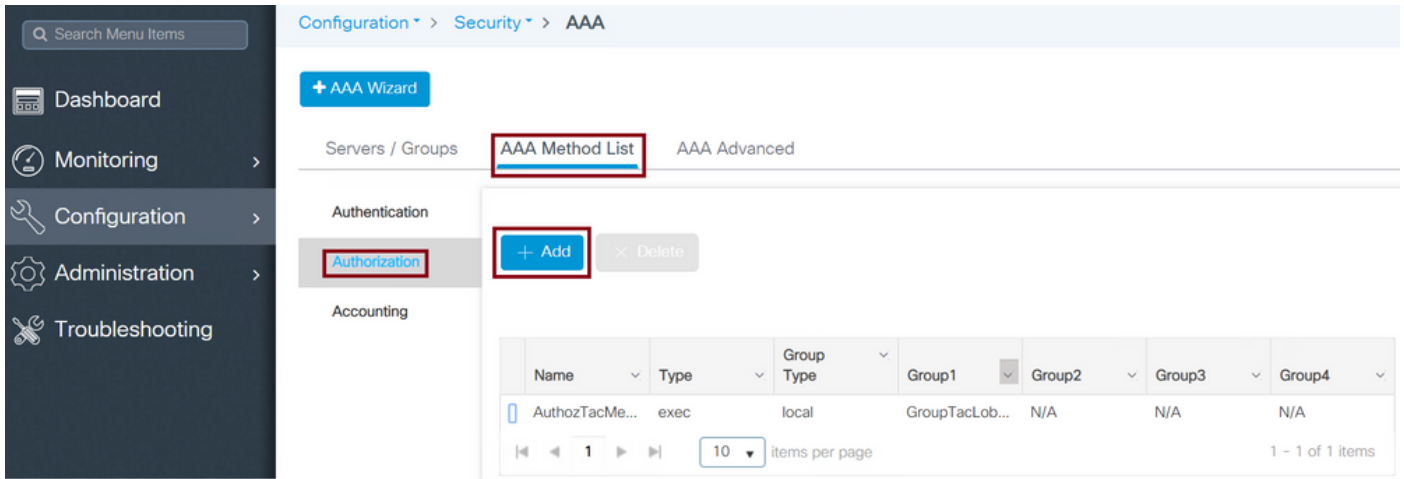 Search Menu Items
Dashboard
Monitoring
Configuration
Administration
Troubleshooting
Configuration > Security > AAA
+ AAA Wizard
Servers / Groups AAA Method List AAA Advanced
Authentication
Authorization
Accounting
+ Add × Delete
Name Type Group Type Group1 Group2 Group3 Group4
AuthozTacMe... exec local GroupTacLob... N/A N/A N/A
1 10 items per page 1 - 1 of 1 items